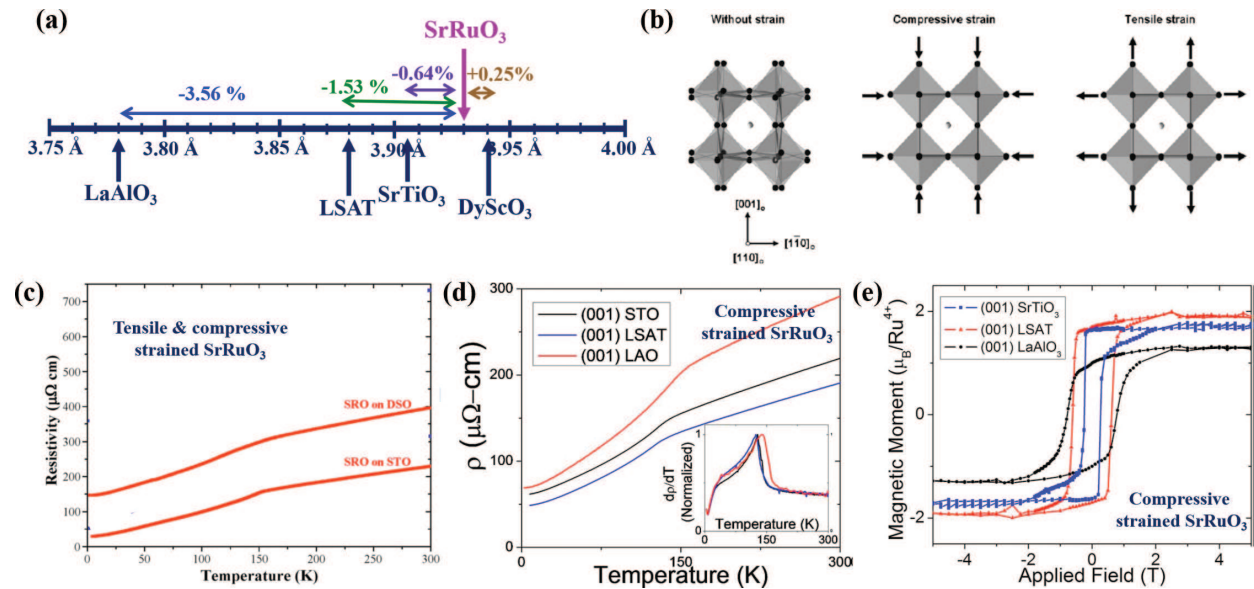 (a)
SrRuO3
-0.64%
+0.25%
-1.53 %
-3.56 %
3.75 Å
3.80 Å
3.85 Å
3.90 Å
3.95 Å
4.00 Å
LaAlO3
LSAT
SrTiO3
DyScO3
(b)
Without strain
Compressive strain
Tensile strain
(c)
Tensile & compressive
strained SrRuO3
SRO on DSO
SRO on STO
Resistivity (μΩ cm)
700
600
500
400
300
200
100
0
0
50
100
150
200
250
300
Temperature (K)
(d)
(001) STO
(001) LSAT
(001) LAO
Compressive
strained SrRuO3
ρ (μΩ–cm)
300
200
100
0
0
75
150
225
300
Temperature (K)
dρ/dT
(Normalized)
1
0
0
150
300
Temperature (K)
(e)
(001) SrTiO3
(001) LSAT
(001) LaAlO3
Compressive
strained SrRuO3
Magnetic Moment (μB/Ru4+)
2
0
-2
-4
-2
0
2
4
Applied Field (T)